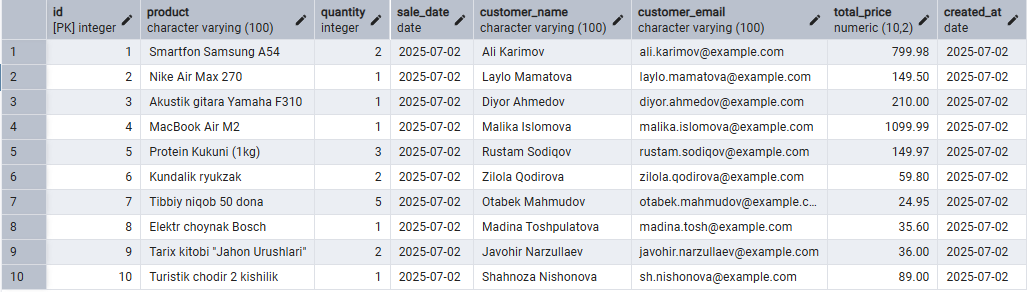 id product quantity sale_date customer_name customer_email total_price created_at
[PK] integer character varying (100) integer date character varying (100) character varying (100) numeric (10,2) date
1 1 Smartfon Samsung A54 2 2025-07-02 Ali Karimov ali.karimov@example.com 799.98 2025-07-02
2 2 Nike Air Max 270 1 2025-07-02 Laylo Mamatova laylo.mamatova@example.com 149.50 2025-07-02
3 3 Akustik gitara Yamaha F310 1 2025-07-02 Diyor Ahmedov diyor.ahmedov@example.com 210.00 2025-07-02
4 4 MacBook Air M2 1 2025-07-02 Malika Islomova malika.islomova@example.com 1099.99 2025-07-02
5 5 Protein Kukuni (1kg) 3 2025-07-02 Rustam Sodiqov rustam.sodiqov@example.com 149.97 2025-07-02
6 6 Kundalik ryukzak 2 2025-07-02 Zilola Qodirova zilola.qodirova@example.com 59.80 2025-07-02
7 7 Tibbiy niqob 50 dona 5 2025-07-02 Otabek Mahmudov otabek.mahmudov@example.c... 24.95 2025-07-02
8 8 Elektr choynak Bosch 1 2025-07-02 Madina Toshpulatova madina.tosh@example.com 35.60 2025-07-02
9 9 Tarix kitobi "Jahon Urushlari" 2 2025-07-02 Javohir Narzullaev javohir.narzullaev@example.com 36.00 2025-07-02
10 10 Turistik chodir 2 kishilik 1 2025-07-02 Shahnoza Nishonova sh.nishonova@example.com 89.00 2025-07-02